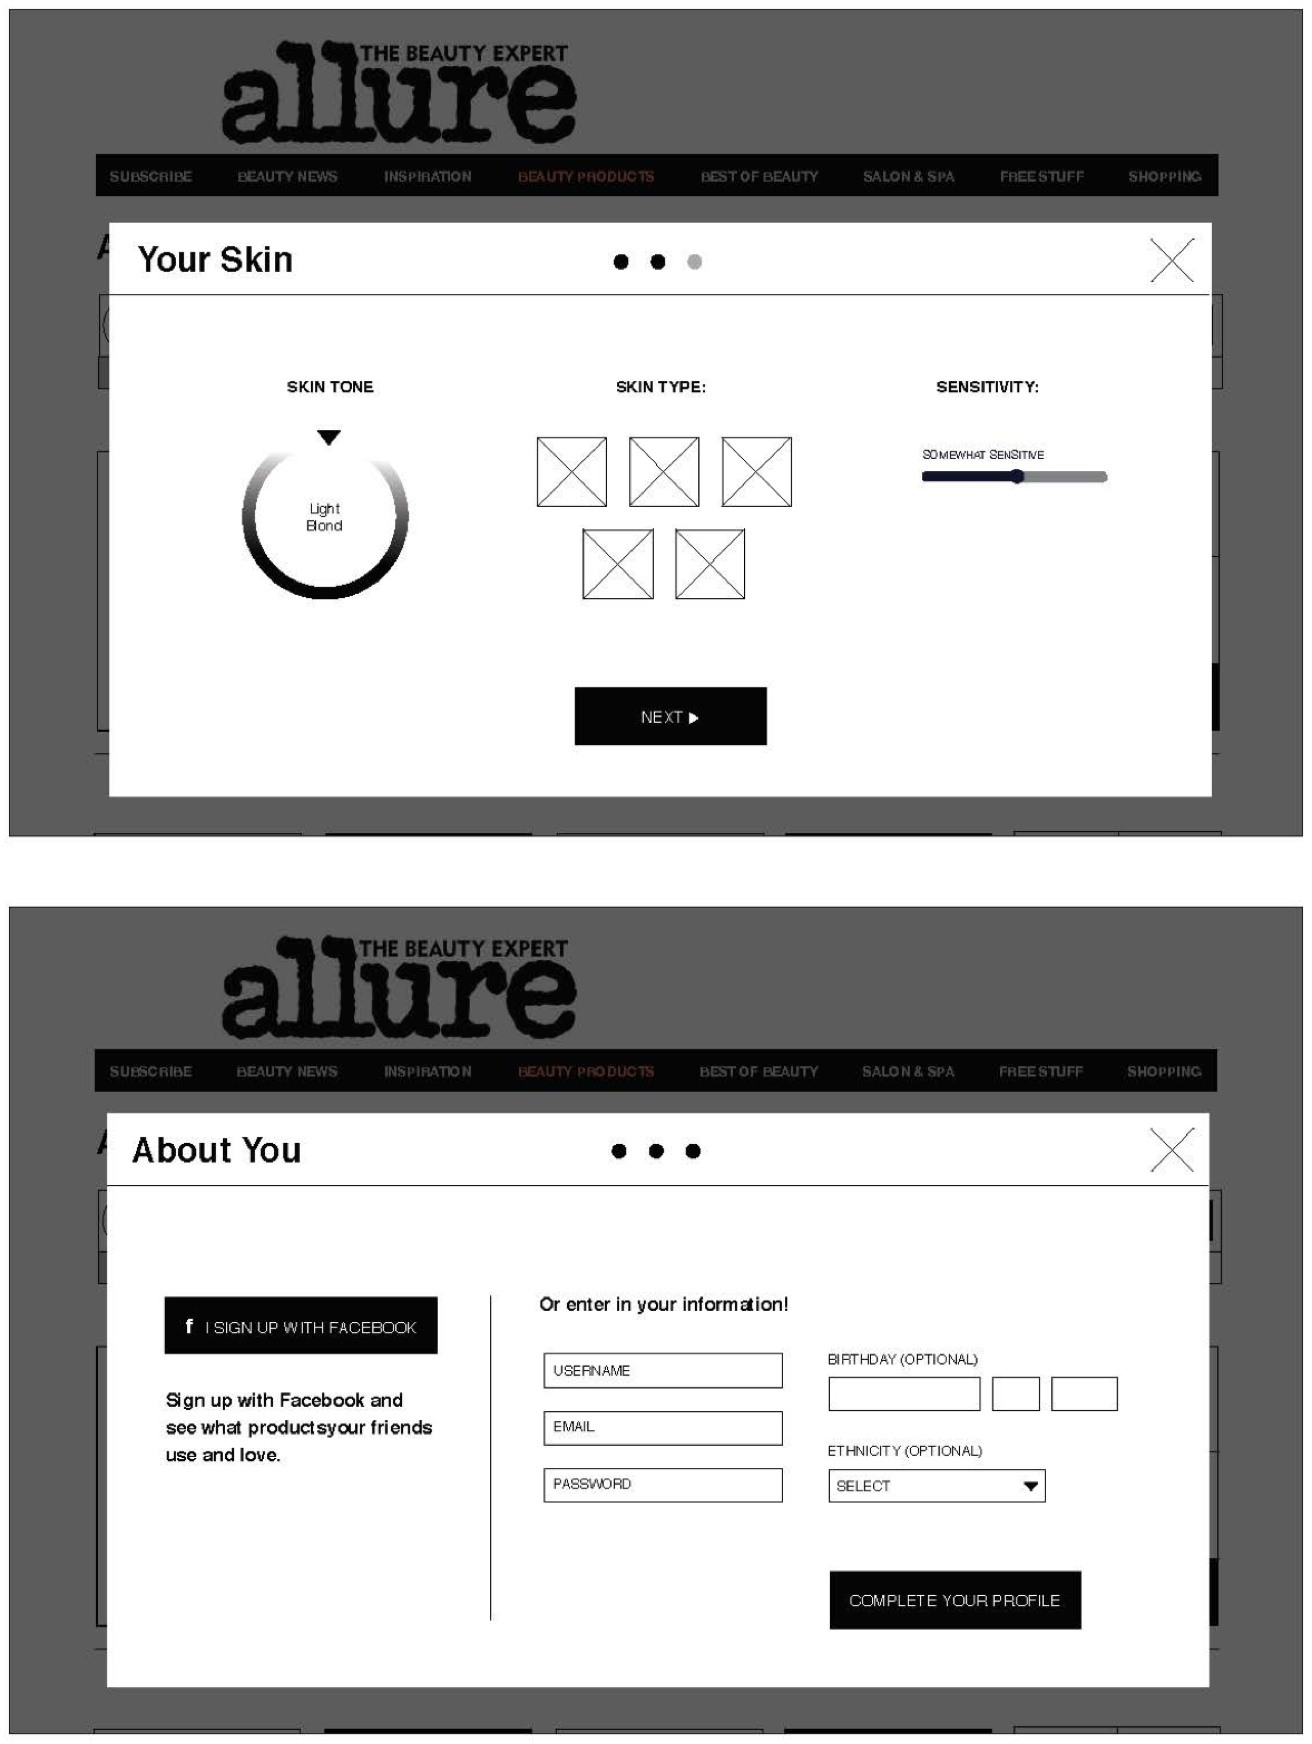 THE BEAUTY EXPERT
allure
SUBSCRIBE BEAUTY NEWS INSPIRATION BEAUTY PRODUCTS BEST OF BEAUTY SALON & SPA FREE STUFF SHOPPING
Your Skin
SKIN TONE
Light
Blond
SKIN TYPE:
SENSITIVITY:
SOMEWHAT SENSITIVE
NEXT
THE BEAUTY EXPERT
allure
SUBSCRIBE BEAUTY NEWS INSPIRATION BEAUTY PRODUCTS BEST OF BEAUTY SALON & SPA FREE STUFF SHOPPING
About You
f I SIGN UP WITH FACEBOOK
Sign up with Facebook and
see what productsyour friends
use and love.
Or enter in your information!
USERNAME
EMAIL
PASSWORD
BIRTHDAY (OPTIONAL)
ETHNICITY (OPTIONAL)
SELECT
COMPLETE YOUR PROFILE